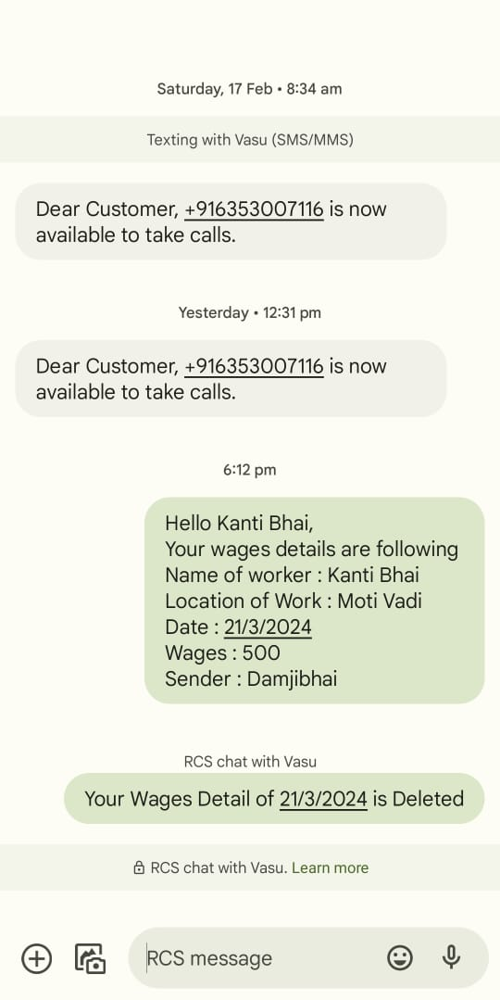 Saturday, 17 Feb • 8:34 am
Texting with Vasu (SMS/MMS)
Dear Customer, +916353007116 is now
available to take calls.
Yesterday • 12:31 pm
Dear Customer, +916353007116 is now
available to take calls.
6:12 pm
Hello Kanti Bhai,
Your wages details are following
Name of worker : Kanti Bhai
Location of Work : Moti Vadi
Date : 21/3/2024
Wages : 500
Sender : Damjibhai
RCS chat with Vasu
Your Wages Detail of 21/3/2024 is Deleted
RCS chat with Vasu. Learn more
RCS message